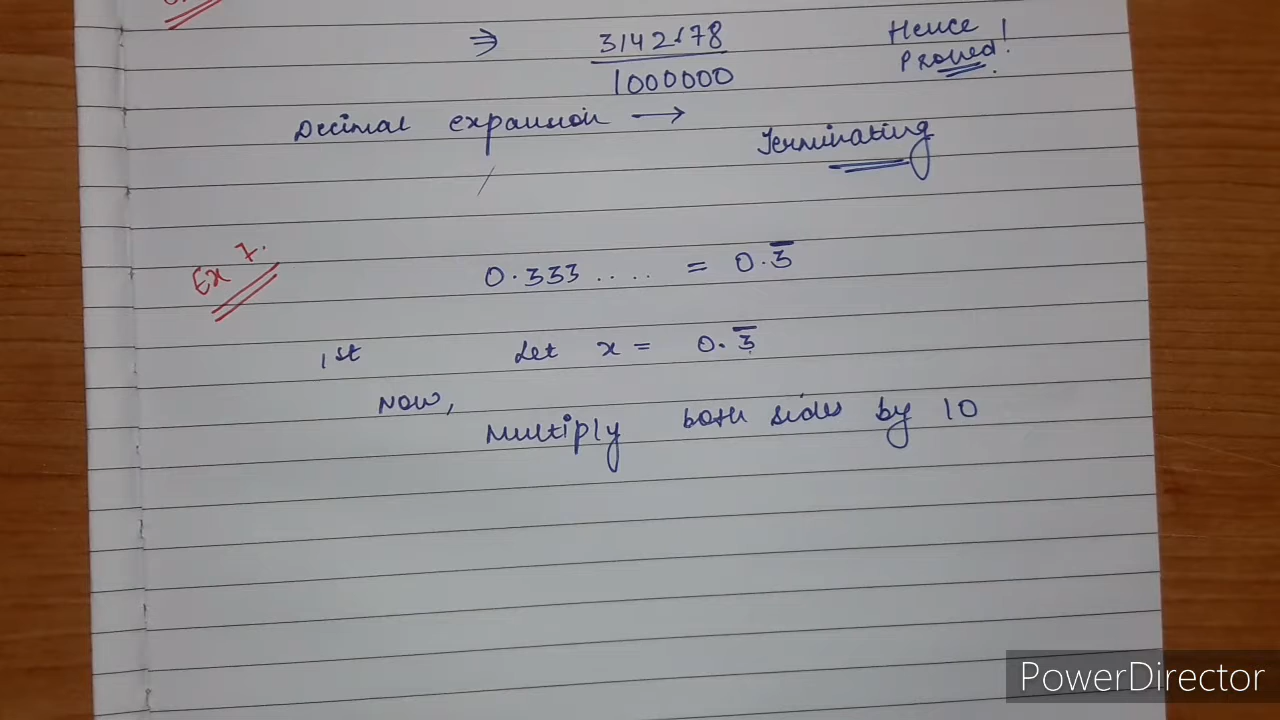 ⇒ 3142678 Hence
1000000 Proved!
Decimal expansion → Terminating
Ex 7. 0.333 .... = 0.3̅
1st Let x = 0.3̅
Now,
Multiply both sides by 10
PowerDirector